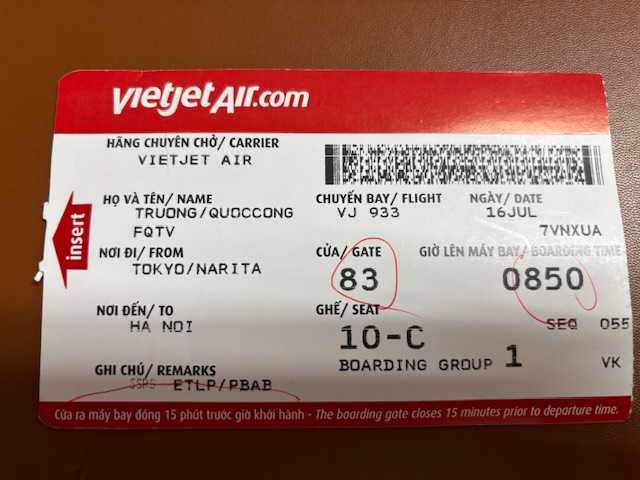 vietjetAir.com
HÃNG CHUYÊN CHỞ/ CARRIER
VIETJET AIR
HỌ VÀ TÊN/ NAME
TRUONG/QUOCCONG
FQTV
CHUYẾN BAY/ FLIGHT
VJ 933
NGÀY/ DATE
16JUL
7VNXUA
insert
NƠI ĐI/ FROM
TOKYO/NARITA
CỬA/ GATE
83
GIỜ LÊN MÁY BAY/ BOARDING TIME
0850
NƠI ĐẾN/ TO
HA NOI
GHẾ/ SEAT
10-C
SEQ 055
BOARDING GROUP 1
VK
GHI CHÚ/ REMARKS
SSPS ETLP/PBAB
Cửa ra máy bay đóng 15 phút trước giờ khởi hành - The boarding gate closes 15 minutes prior to departure time.